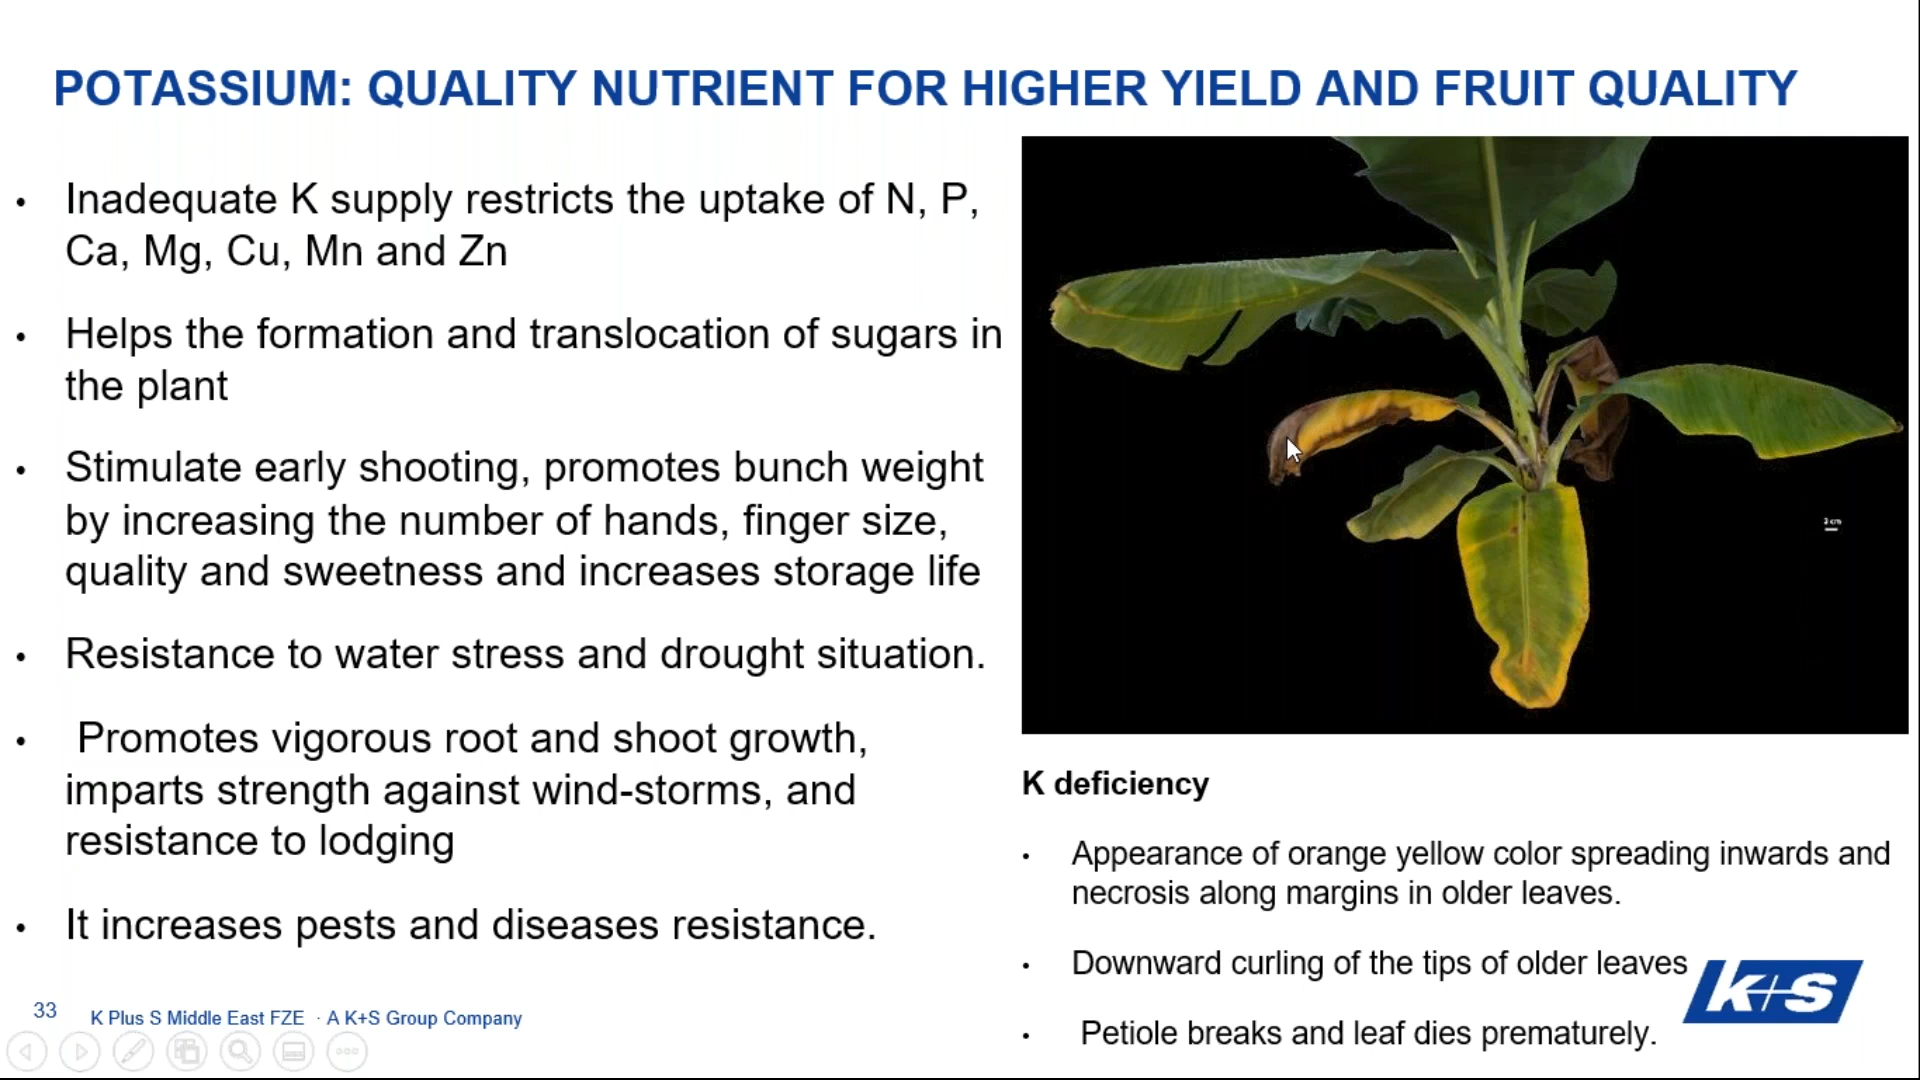 POTASSIUM: QUALITY NUTRIENT FOR HIGHER YIELD AND FRUIT QUALITY
• Inadequate K supply restricts the uptake of N, P,
Ca, Mg, Cu, Mn and Zn
• Helps the formation and translocation of sugars in
the plant
• Stimulate early shooting, promotes bunch weight
by increasing the number of hands, finger size,
quality and sweetness and increases storage life
• Resistance to water stress and drought situation.
• Promotes vigorous root and shoot growth,
imparts strength against wind-storms, and
resistance to lodging
• It increases pests and diseases resistance.
K deficiency
• Appearance of orange yellow color spreading inwards and
necrosis along margins in older leaves.
• Downward curling of the tips of older leaves
• Petiole breaks and leaf dies prematurely.
K+S
33
K Plus S Middle East FZE · A K+S Group Company